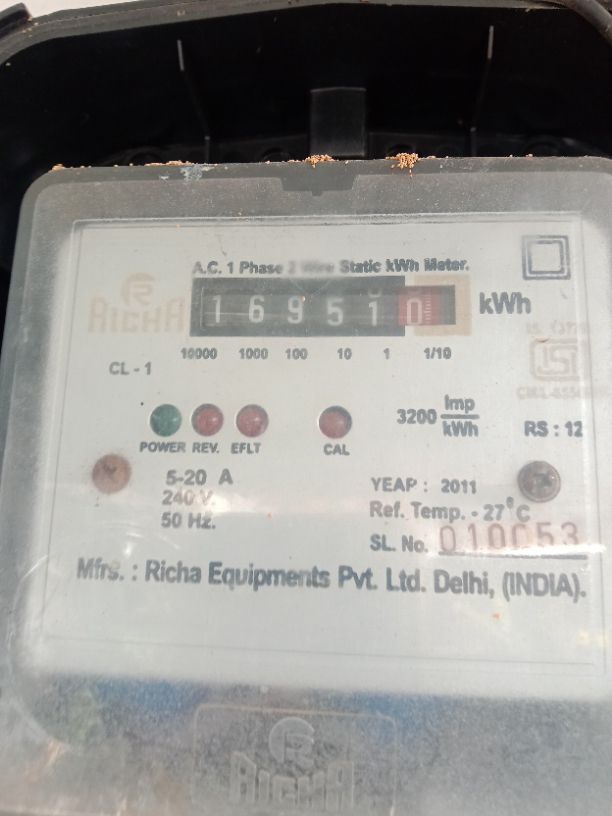 A.C. 1 Phase 2 Wire Static kWh Meter.
RICHA
169510 kWh
10000 1000 100 10 1 1/10
CL - 1
3200 Imp/kWh
RS : 12
POWER REV. EFLT CAL
5-20 A
240 V.
50 Hz.
YEAP : 2011
Ref. Temp. - 27°C
SL. No. 010053
Mfrs. : Richa Equipments Pvt. Ltd. Delhi, (INDIA).
RICHA